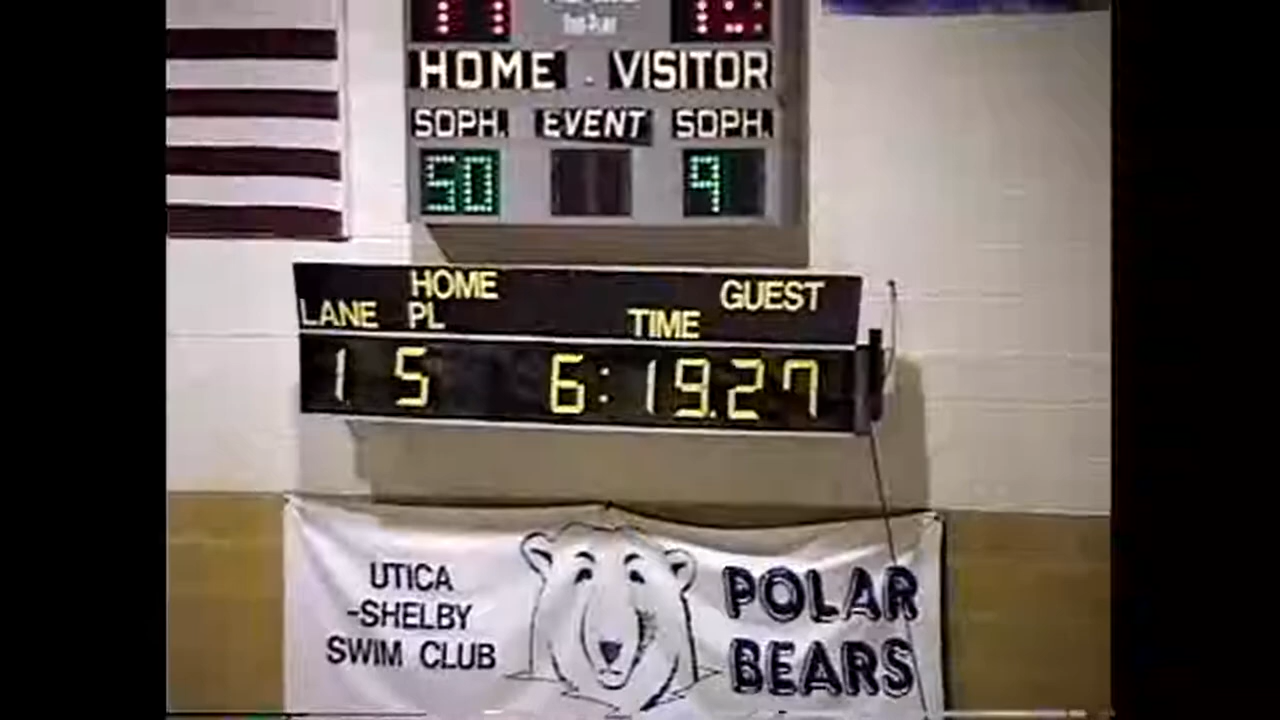 HOME VISITOR
SOPH. EVENT SOPH.
50 9
HOME GUEST
LANE PL TIME
1 5 6:19.27
UTICA
-SHELBY
SWIM CLUB
POLAR
BEARS